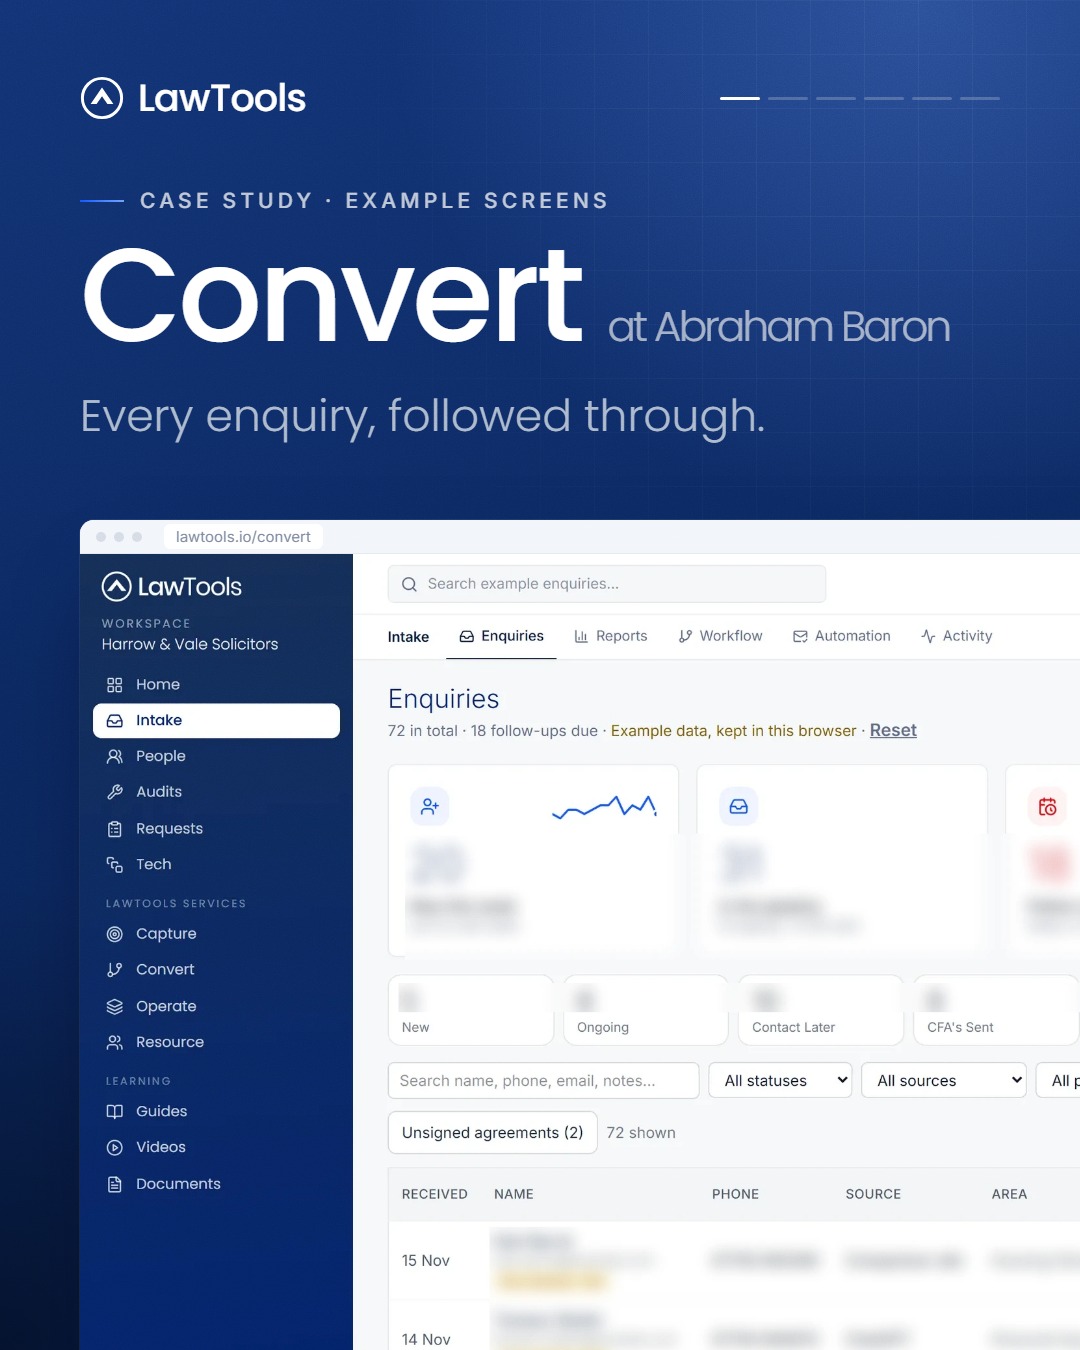 LawTools
CASE STUDY · EXAMPLE SCREENS
Convert at Abraham Baron
Every enquiry, followed through.
lawtools.io/convert
LawTools
WORKSPACE
Harrow & Vale Solicitors
Home
Intake
People
Audits
Requests
Tech
LAWTOOLS SERVICES
Capture
Convert
Operate
Resource
LEARNING
Guides
Videos
Documents
Search example enquiries...
Intake Enquiries Reports Workflow Automation Activity
Enquiries
72 in total · 18 follow-ups due · Example data, kept in this browser · Reset
20 31 18
New Ongoing Contact Later CFA's Sent
Search name, phone, email, notes... All statuses All sources All p
Unsigned agreements (2) 72 shown
RECEIVED NAME PHONE SOURCE AREA
15 Nov
14 Nov